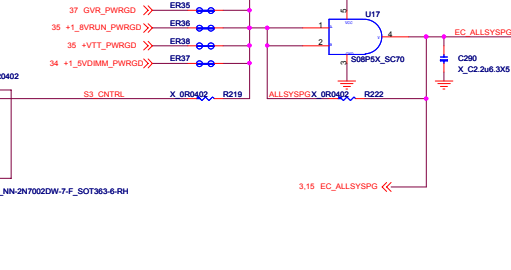 37 GVR_PWRGD
ER35
35 +1_8VRUN_PWRGD
ER36
35 +VTT_PWRGD
ER38
34 +1_5VDIMM_PWRGD
ER37
5
U17
1
2
4
3
S08P5X_SC70
EC_ALLSYSPG
C290
X_C2.2u6.3X5
R0402
S3_CNTRL
X_0R0402
R219
ALLSYSPG
X_0R0402
R222
3,15 EC_ALLSYSPG
_NN-2N7002DW-7-F_SOT363-6-RH